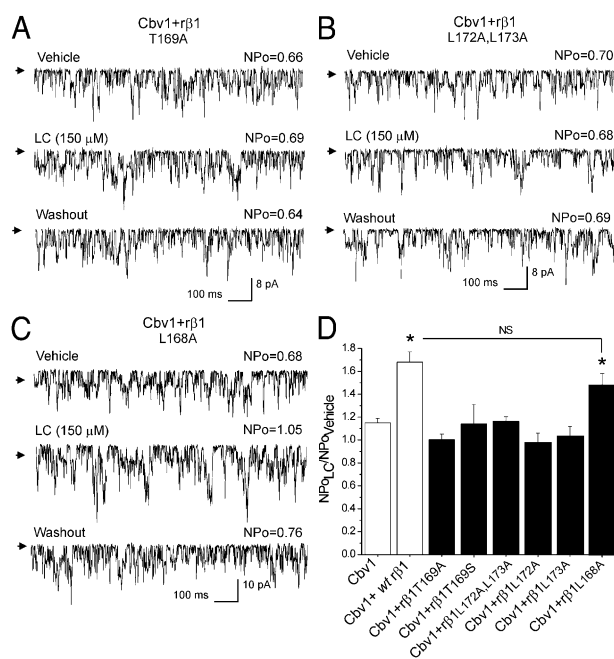 A
Cbv1+rβ1
T169A
Vehicle NPo=0.66
LC (150 μM) NPo=0.69
Washout NPo=0.64
100 ms 8 pA
B
Cbv1+rβ1
L172A,L173A
Vehicle NPo=0.70
LC (150 μM) NPo=0.68
Washout NPo=0.69
100 ms 8 pA
C
Cbv1+rβ1
L168A
Vehicle NPo=0.68
LC (150 μM) NPo=1.05
Washout NPo=0.76
100 ms 10 pA
D
NS
* *
NPoLC/NPoVehicle
1.8
1.6
1.4
1.2
1.0
0.8
0.6
0.4
0.2
0.0
Cbv1
Cbv1+ wt rβ1
Cbv1+rβ1T169A
Cbv1+rβ1T169S
Cbv1+rβ1L172A,L173A
Cbv1+rβ1L172A
Cbv1+rβ1L173A
Cbv1+rβ1L168A